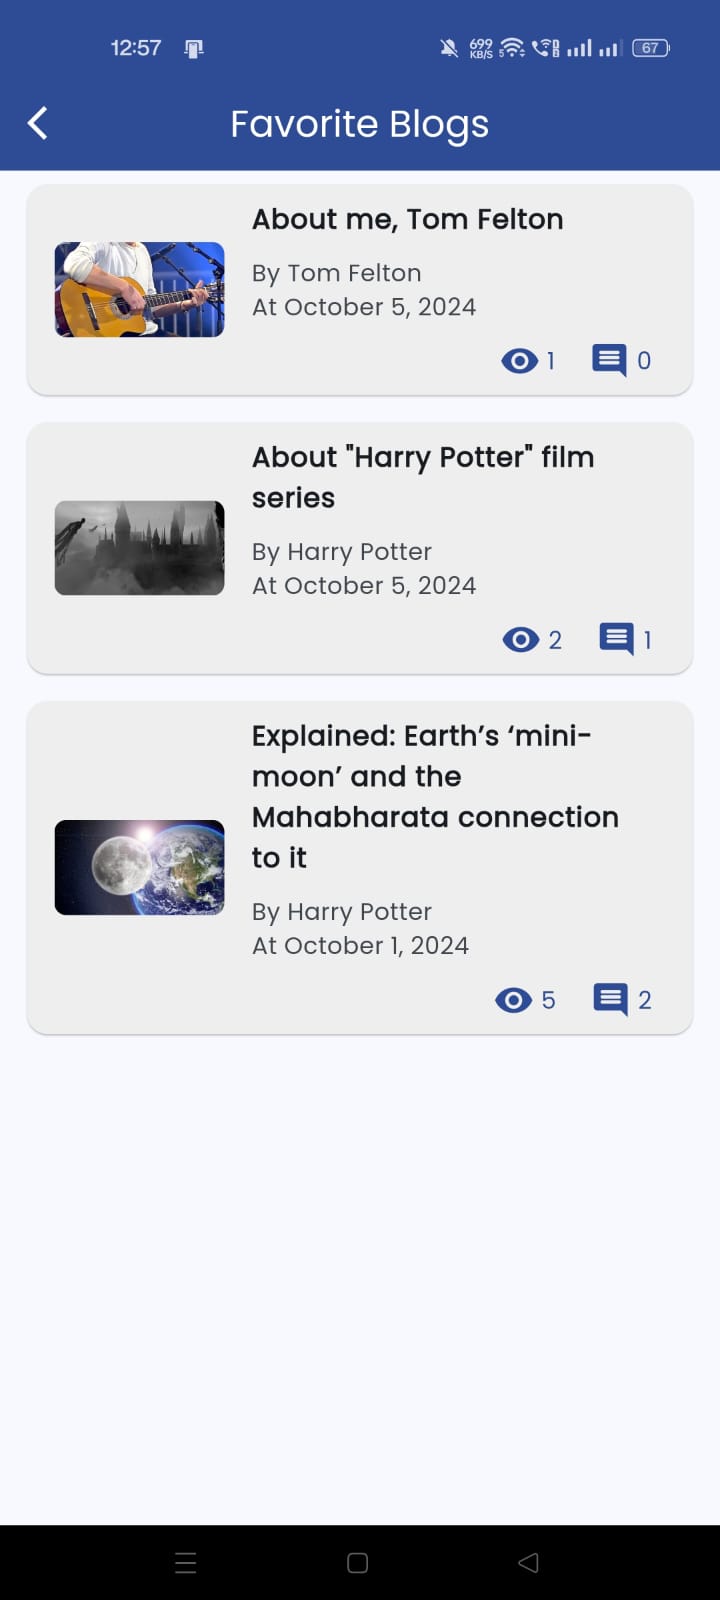 12:57
699
KB/S
5
67
Favorite Blogs
About me, Tom Felton
By Tom Felton
At October 5, 2024
1
0
About "Harry Potter" film
series
By Harry Potter
At October 5, 2024
2
1
Explained: Earth’s ‘mini-
moon’ and the
Mahabharata connection
to it
By Harry Potter
At October 1, 2024
5
2